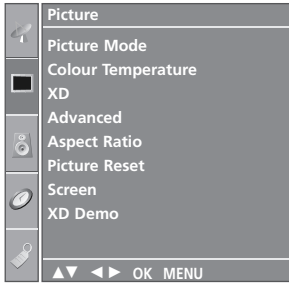 Picture
Picture Mode
Colour Temperature
XD
Advanced
Aspect Ratio
Picture Reset
Screen
XD Demo
▲▼ ◄► OK MENU